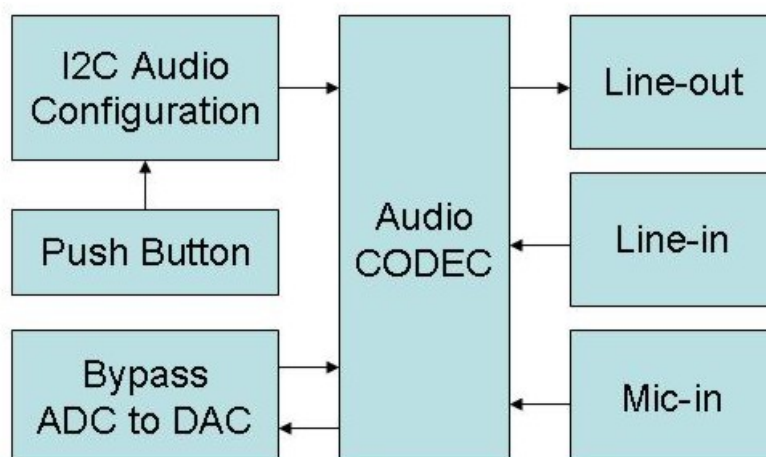 I2C Audio
Configuration
Push Button
Bypass
ADC to DAC
Audio
CODEC
Line-out
Line-in
Mic-in